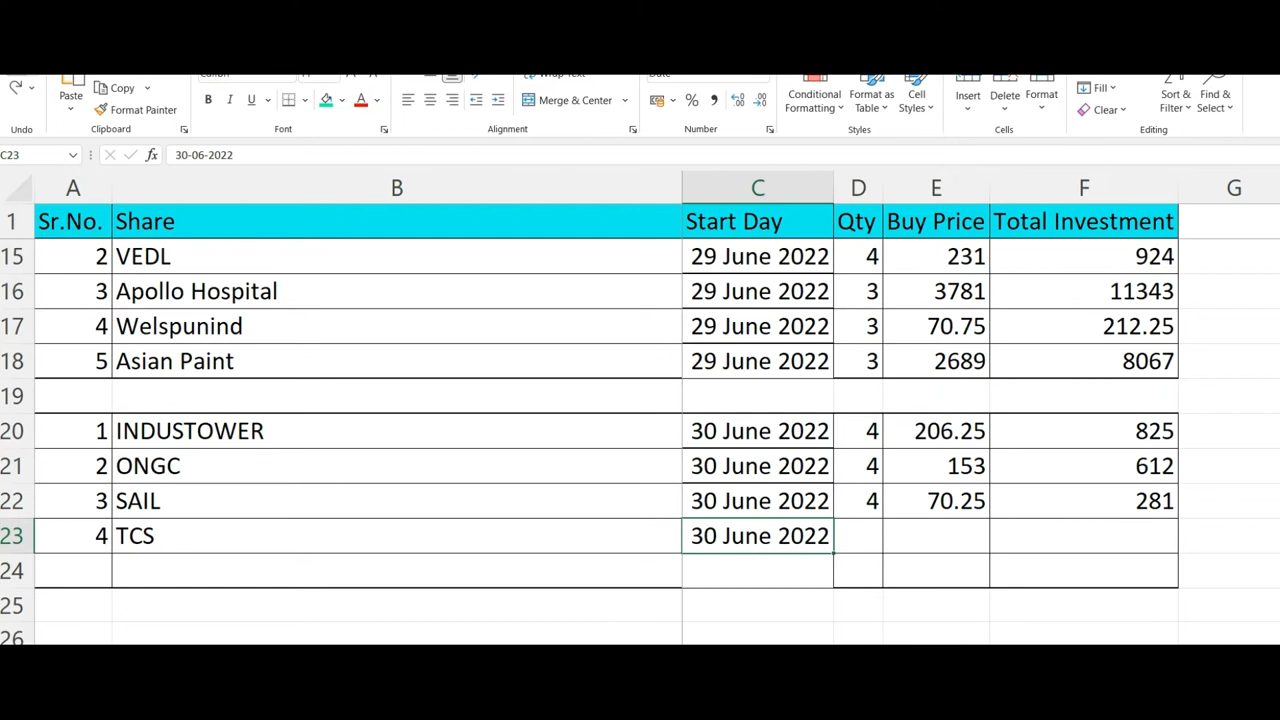 Copy
Wrap Text
Date
Paste
B I U
Merge & Center
%
Conditional Formatting
Format as Table
Cell Styles
Insert
Delete
Format
Fill
Clear
Sort & Filter
Find & Select
Format Painter
Undo
Clipboard
Font
Alignment
Number
Styles
Cells
Editing
C23 fx 30-06-2022
A B C D E F G
1 Sr.No. Share Start Day Qty Buy Price Total Investment
15 2 VEDL 29 June 2022 4 231 924
16 3 Apollo Hospital 29 June 2022 3 3781 11343
17 4 Welspunind 29 June 2022 3 70.75 212.25
18 5 Asian Paint 29 June 2022 3 2689 8067
19
20 1 INDUSTOWER 30 June 2022 4 206.25 825
21 2 ONGC 30 June 2022 4 153 612
22 3 SAIL 30 June 2022 4 70.25 281
23 4 TCS 30 June 2022
24
25
26